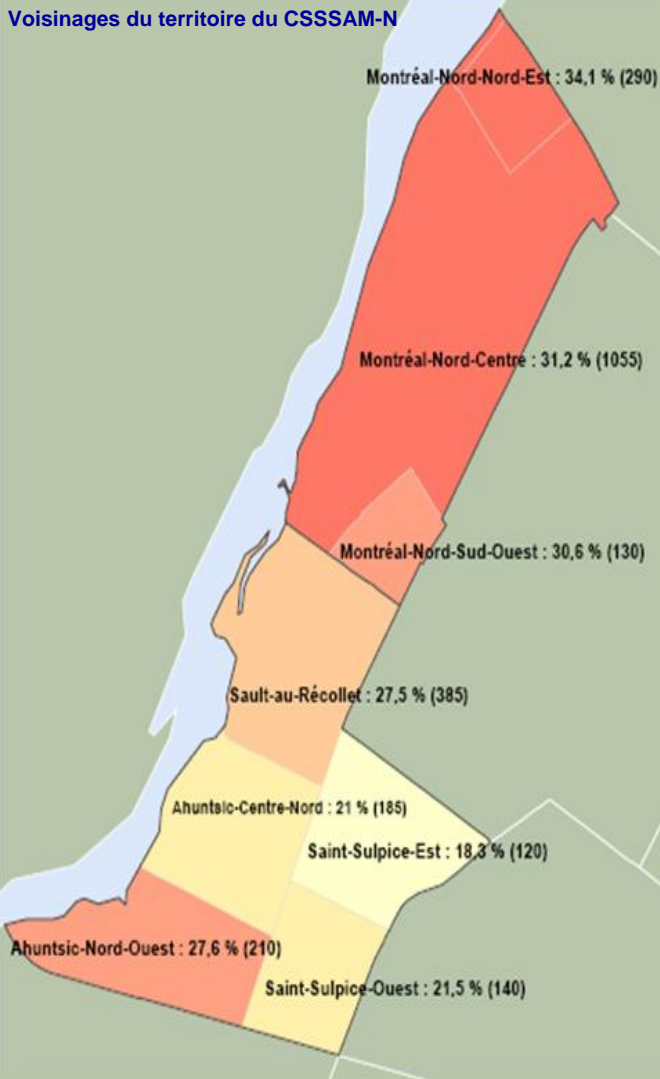 Voisinages du territoire du CSSSAM-N
Montréal-Nord-Nord-Est : 34,1 % (290)
Montréal-Nord-Centre : 31,2 % (1055)
Montréal-Nord-Sud-Ouest : 30,6 % (130)
Sault-au-Récollet : 27,5 % (385)
Ahuntsic-Centre-Nord : 21 % (185)
Saint-Sulpice-Est : 18,3 % (120)
Ahuntsic-Nord-Ouest : 27,6 % (210)
Saint-Sulpice-Ouest : 21,5 % (140)